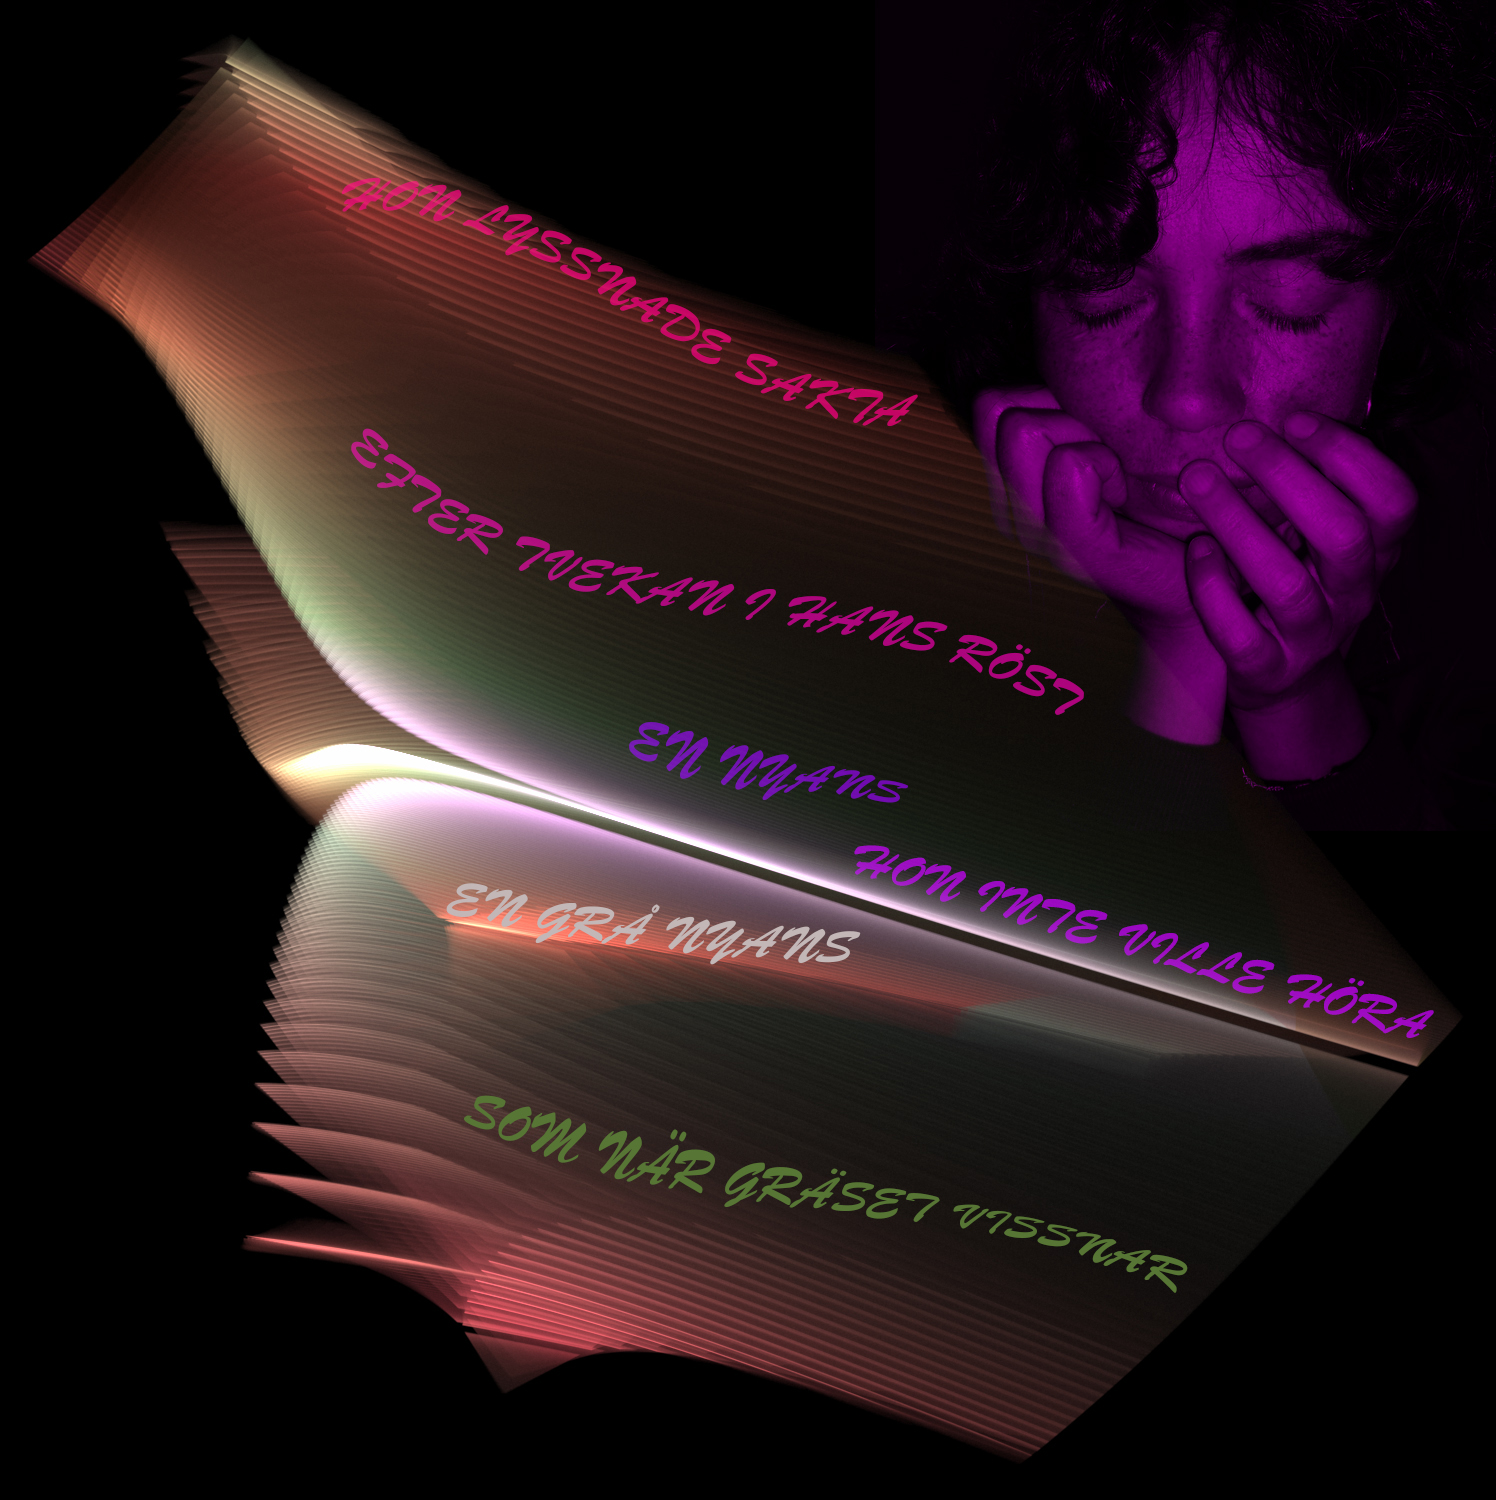 HON LYSSNADE SAKTA
EFTER TVEKAN I HANS RÖST
EN NYANS
HON INTE VILLE HÖRA
EN GRÅ NYANS
SOM NÄR GRÄSET VISSNAR